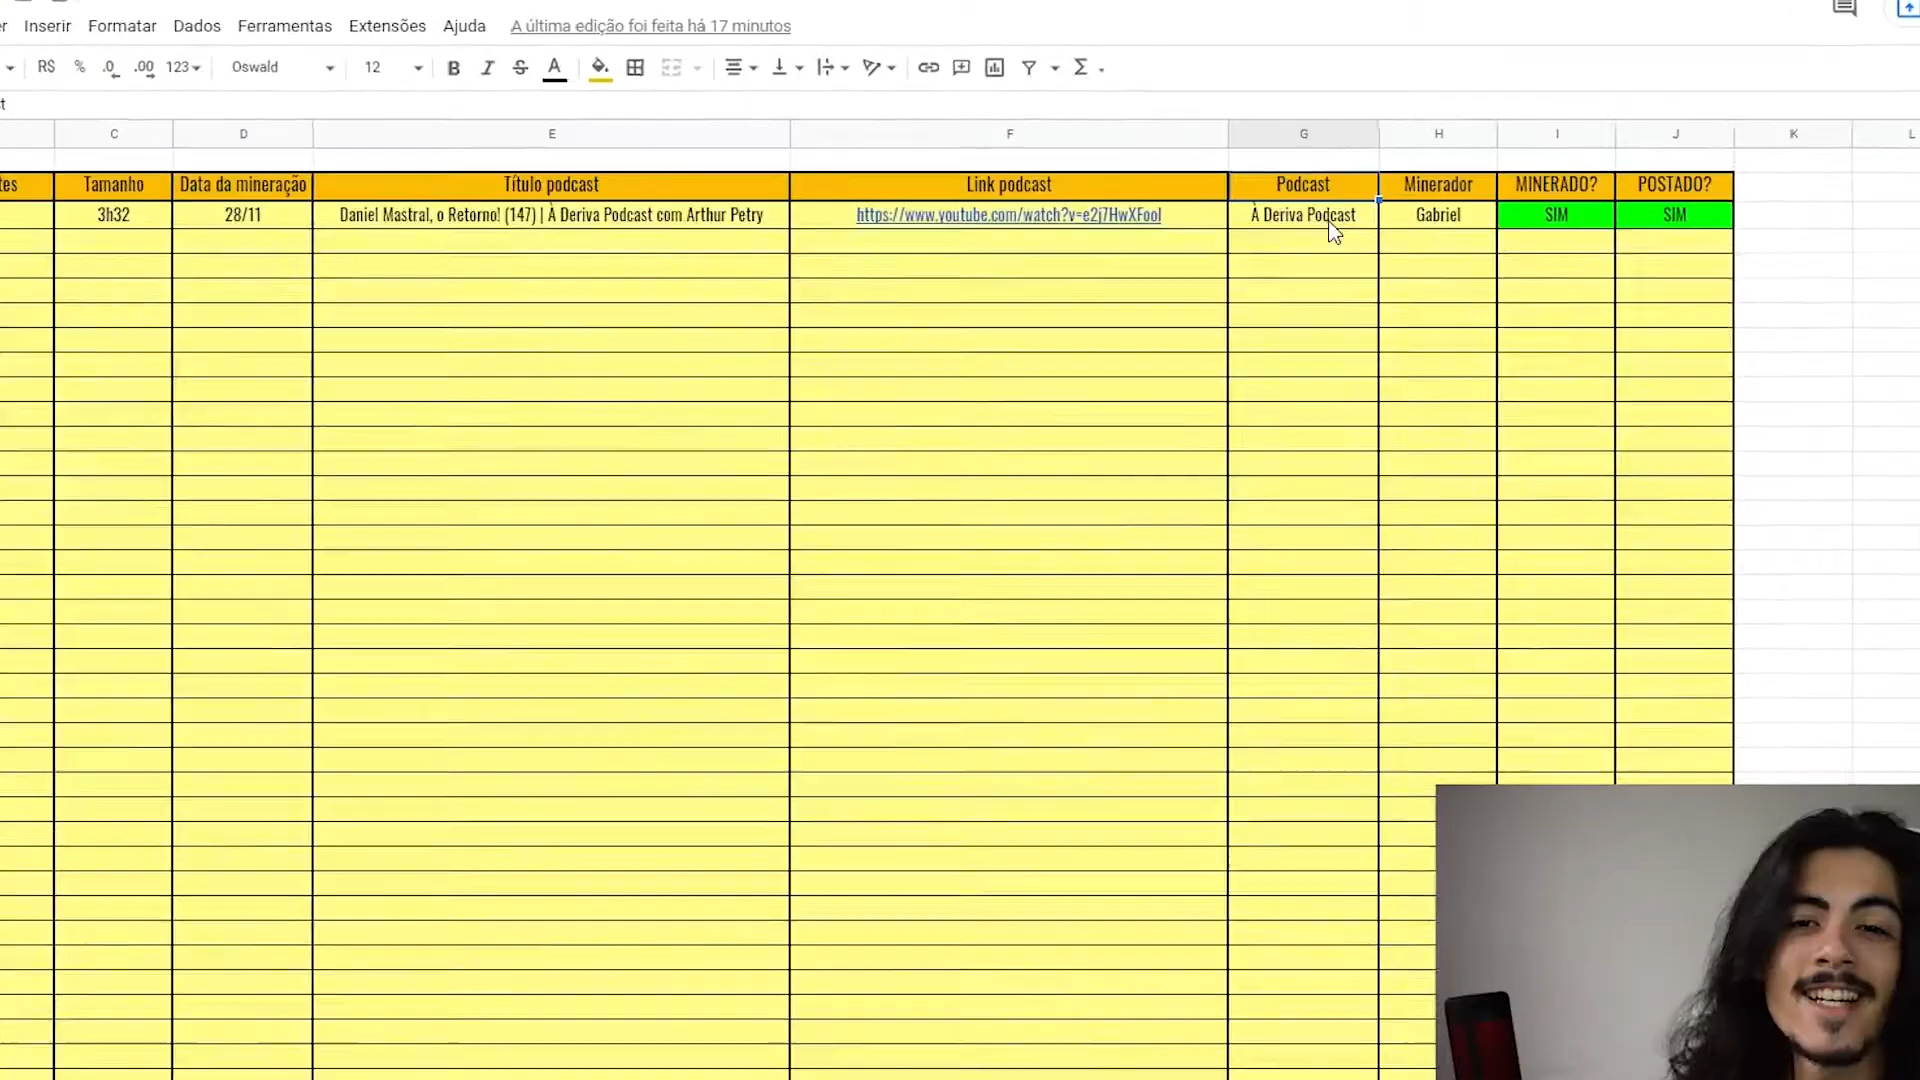 Inserir Formatar Dados Ferramentas Extensões Ajuda A última edição foi feita há 17 minutos
R$ % .0 .00 123 Oswald 12 B I S A Σ
C D E F G H I J K L
Tamanho Data da mineração Título podcast Link podcast Podcast Minerador MINERADO? POSTADO?
3h32 28/11 Daniel Mastral, o Retorno! (147) | À Deriva Podcast com Arthur Petry https://www.youtube.com/watch?v=e2j7HwXFooI À Deriva Podcast Gabriel SIM SIM